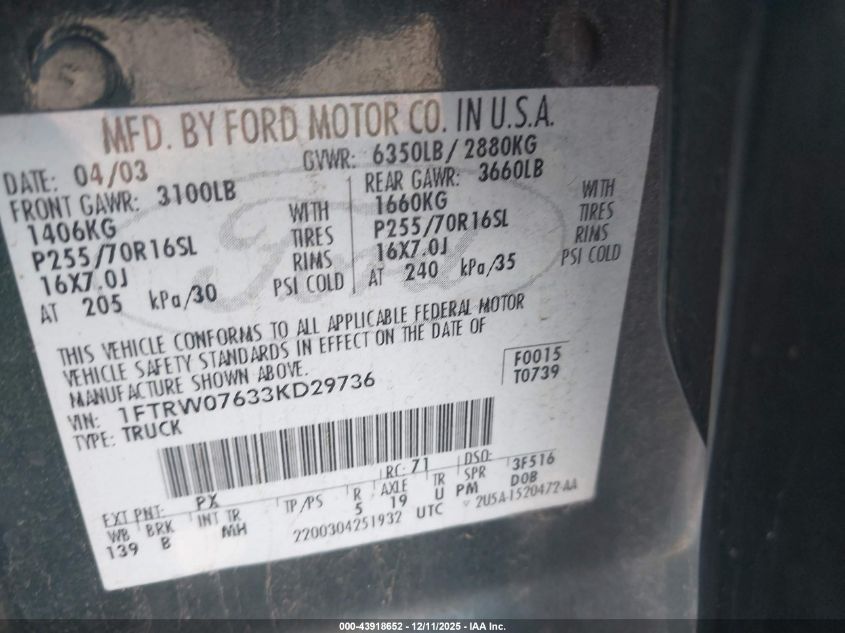 MFD. BY FORD MOTOR CO. IN U.S.A.
DATE: 04/03 GVWR: 6350LB/ 2880KG
FRONT GAWR: 3100LB REAR GAWR: 3660LB
1406KG WITH 1660KG WITH
P255/70R16SL TIRES P255/70R16SL TIRES
16X7.0J RIMS 16X7.0J RIMS
AT 205 kPa/30 PSI COLD AT 240 kPa/35 PSI COLD
Ford
THIS VEHICLE CONFORMS TO ALL APPLICABLE FEDERAL MOTOR
VEHICLE SAFETY STANDARDS IN EFFECT ON THE DATE OF
MANUFACTURE SHOWN ABOVE.
F0015
T0739
VIN: 1FTRW07633KD29736
TYPE: TRUCK
EXT PNT: PX RC: 71 DSO: 3F516
WB BRK INT TR TP/PS R AXLE TR SPR DOB
139 B MH 5 19 U PM
2200304251932 UTC 2U5A-1520472-AA
000-43918652 - 12/11/2025 - IAA Inc.